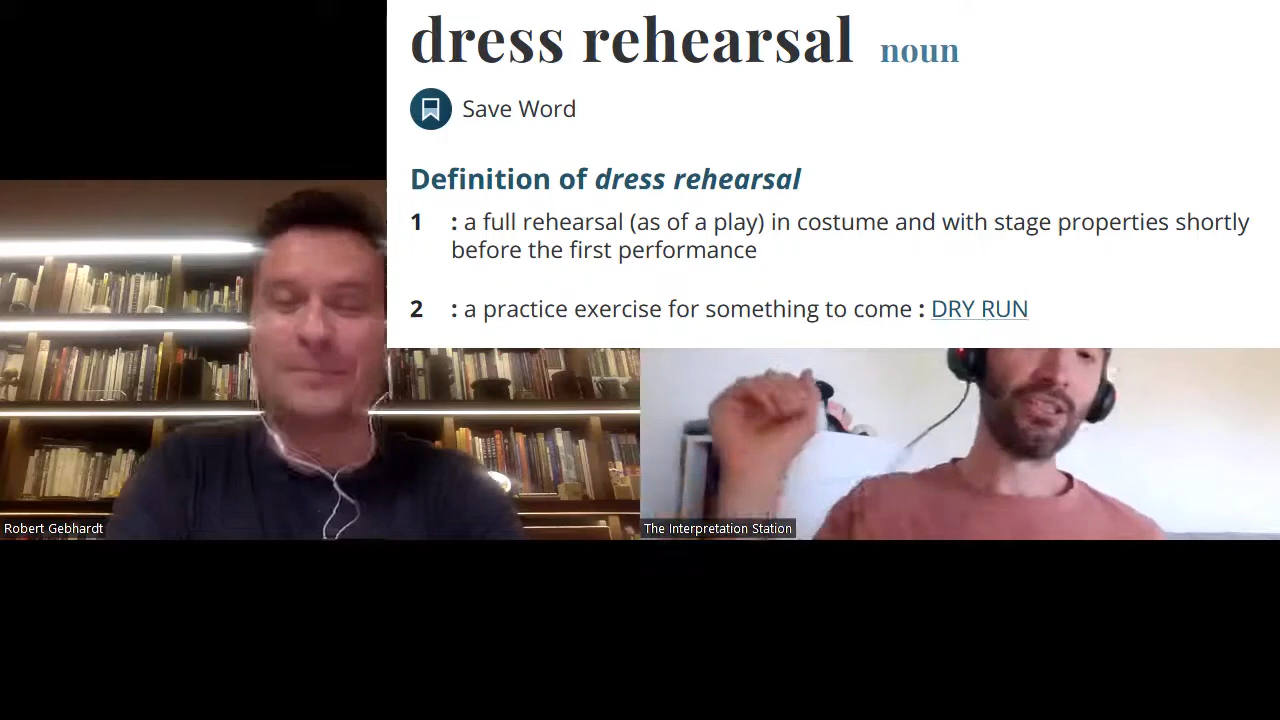 dress rehearsal noun
Save Word
Definition of dress rehearsal
1 : a full rehearsal (as of a play) in costume and with stage properties shortly
before the first performance
2 : a practice exercise for something to come : DRY RUN
Robert Gebhardt
The Interpretation Station